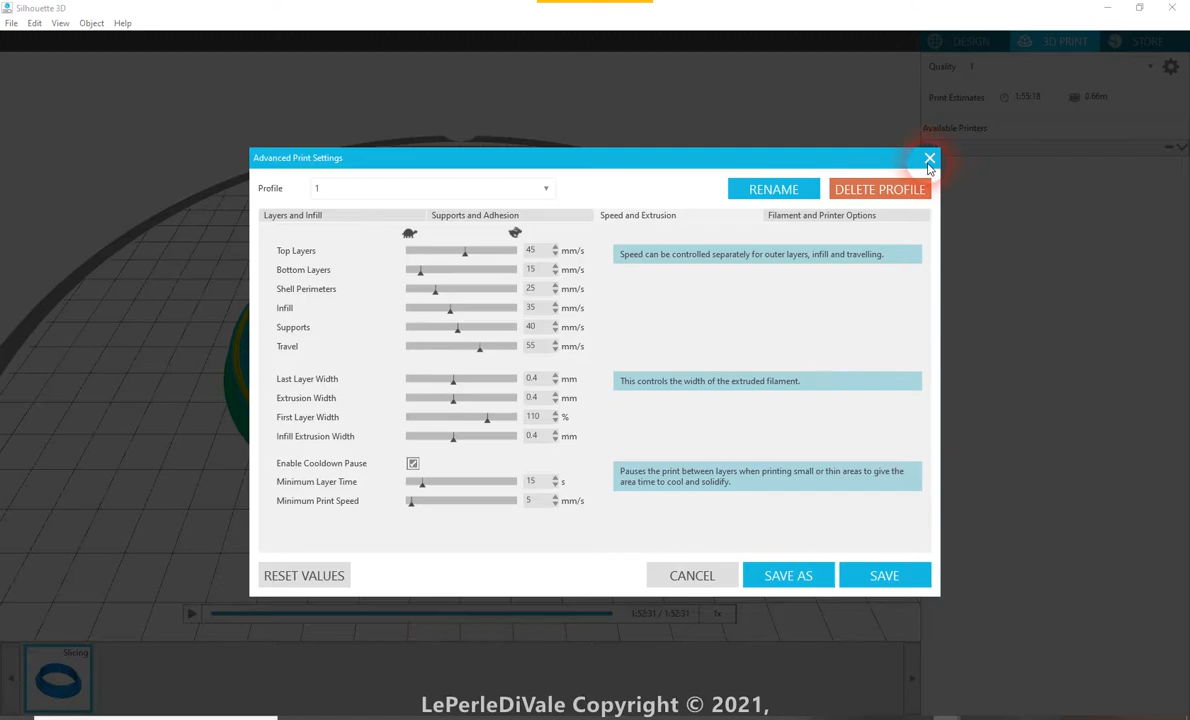 Silhouette 3D
File Edit View Object Help
DESIGN 3D PRINT STORE
Quality 1
Print Estimates 1:55:18 0.66m
Available Printers
Advanced Print Settings
Profile 1 RENAME DELETE PROFILE
Layers and Infill Supports and Adhesion Speed and Extrusion Filament and Printer Options
Top Layers 45 mm/s Speed can be controlled separately for outer layers, infill and travelling.
Bottom Layers 15 mm/s
Shell Perimeters 25 mm/s
Infill 35 mm/s
Supports 40 mm/s
Travel 55 mm/s
Last Layer Width 0.4 mm This controls the width of the extruded filament.
Extrusion Width 0.4 mm
First Layer Width 110 %
Infill Extrusion Width 0.4 mm
Enable Cooldown Pause
Pauses the print between layers when printing small or thin areas to give the
area time to cool and solidify.
Minimum Layer Time 15 s
Minimum Print Speed 5 mm/s
RESET VALUES CANCEL SAVE AS SAVE
1:52:31 / 1:52:31
Slicing
LePerleDiVale Copyright © 2021,